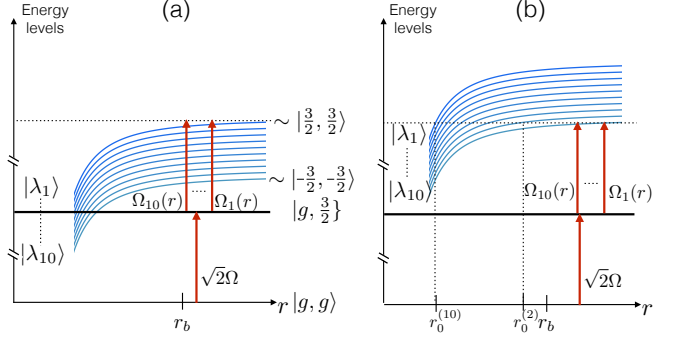 Energy
levels
(a)
∼ |3/2, 3/2⟩
|λ₁⟩
∼ |-3/2, -3/2⟩
Ω₁₀(r) .... Ω₁(r)
|g, 3/2}
|λ₁₀⟩
√2Ω
r |g, g⟩
r_b
Energy
levels
(b)
|λ₁⟩
|λ₁₀⟩
Ω₁₀(r) .... Ω₁(r)
√2Ω
r
r₀⁽¹⁰⁾ r₀⁽²⁾ r_b